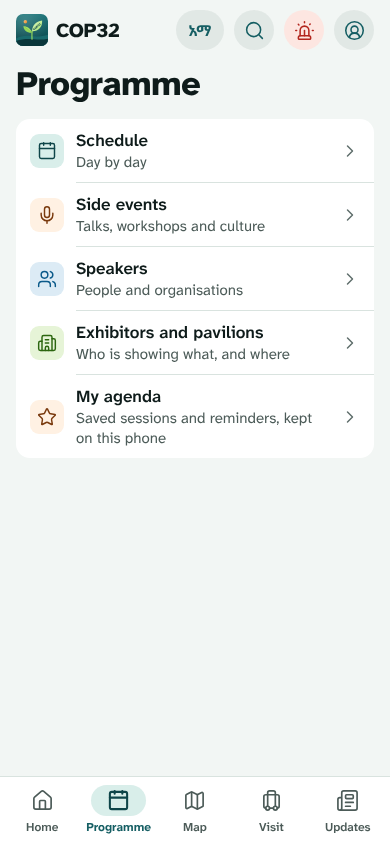 COP32
አማ
Programme
Schedule
Day by day
Side events
Talks, workshops and culture
Speakers
People and organisations
Exhibitors and pavilions
Who is showing what, and where
My agenda
Saved sessions and reminders, kept
on this phone
Home
Programme
Map
Visit
Updates